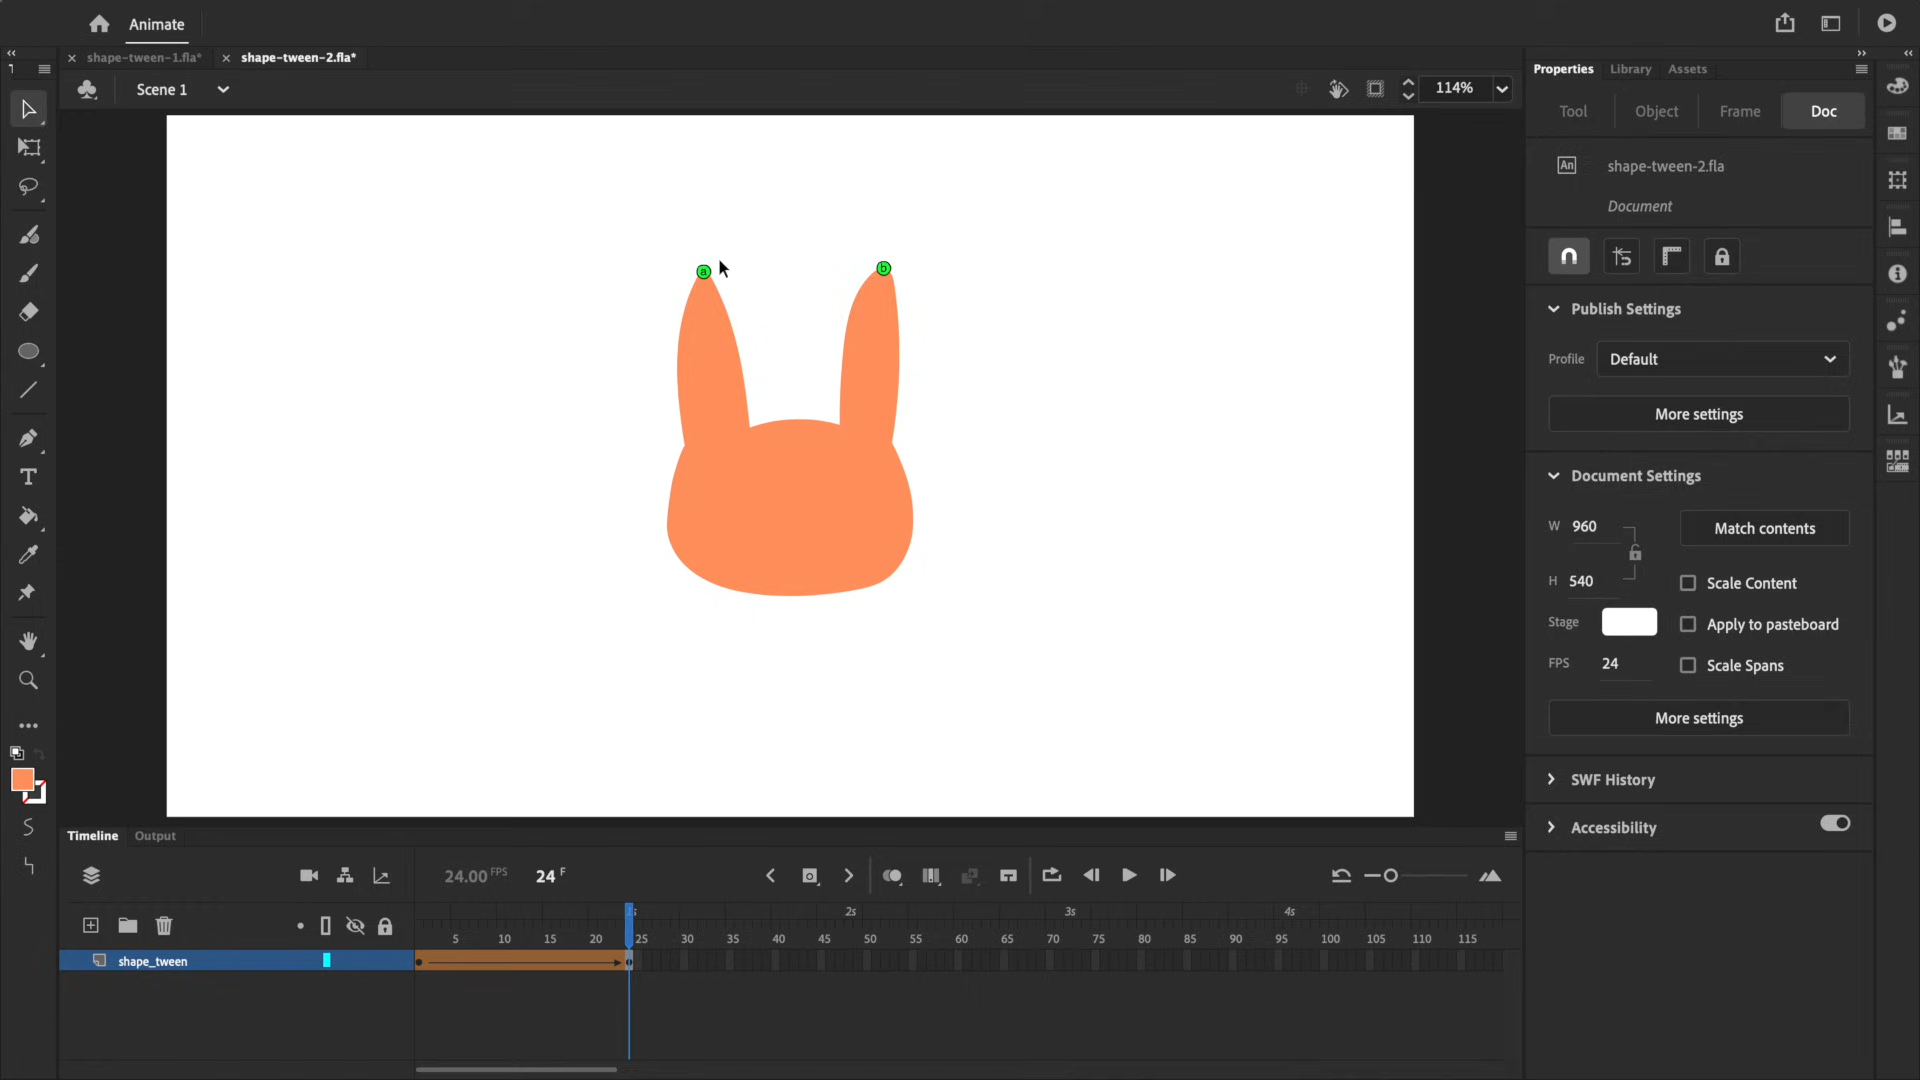 Animate
shape-tween-1.fla*
shape-tween-2.fla*
Scene 1
114%
a
b
Properties
Library
Assets
Tool
Object
Frame
Doc
An
shape-tween-2.fla
Document
Publish Settings
Profile
Default
More settings
Document Settings
W 960
Match contents
H 540
Scale Content
Stage
Apply to pasteboard
FPS 24
Scale Spans
More settings
SWF History
Accessibility
Timeline
Output
24.00 FPS
24 F
2s 3s 4s
5 10 15 20 25 30 35 40 45 50 55 60 65 70 75 80 85 90 95 100 105 110 115
shape_tween